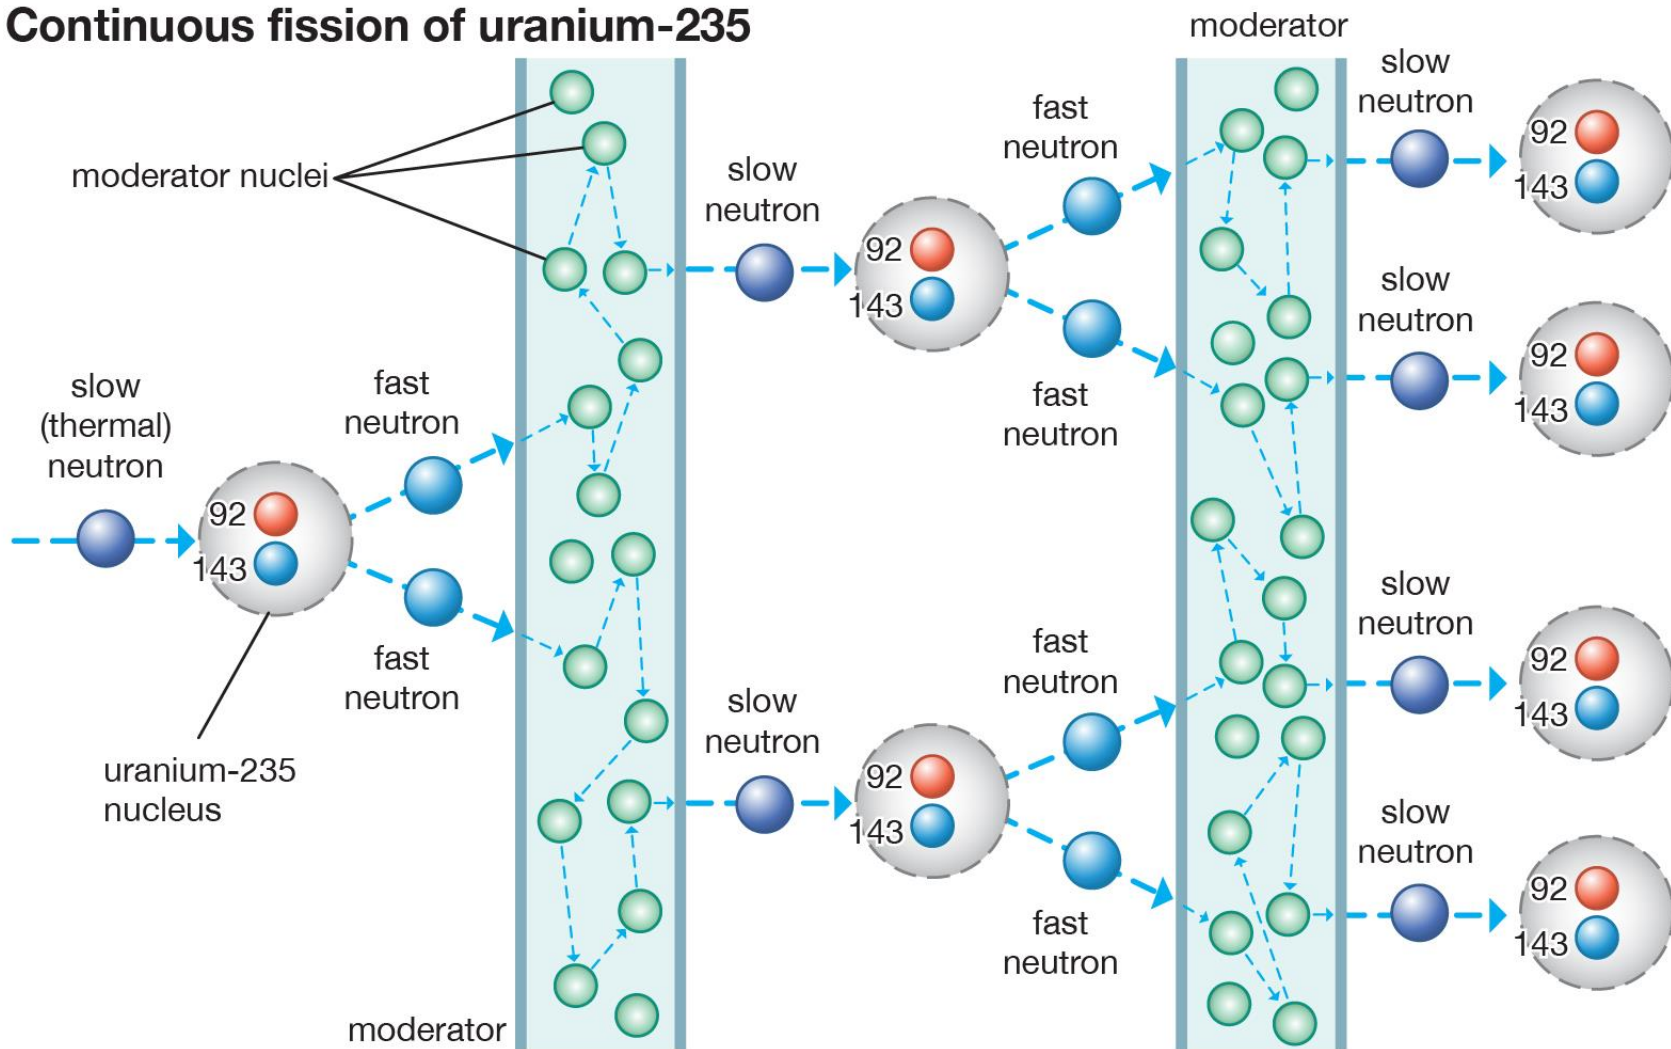 Continuous fission of uranium-235
moderator
moderator nuclei
slow
(thermal)
neutron
92
143
uranium-235
nucleus
fast
neutron
fast
neutron
moderator
slow
neutron
92
143
slow
neutron
92
143
fast
neutron
fast
neutron
fast
neutron
fast
neutron
slow
neutron
92
143
slow
neutron
92
143
slow
neutron
92
143
slow
neutron
92
143